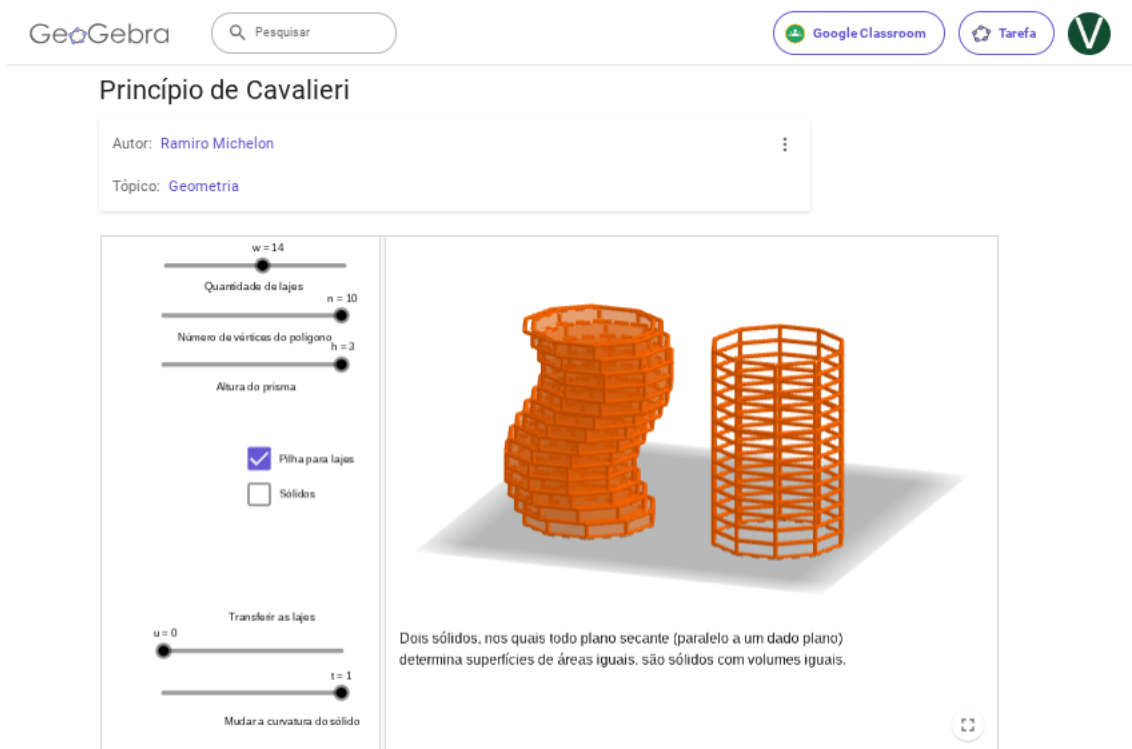 GeoGebra
Pesquisar
Google Classroom
Tarefa
V
Princípio de Cavalieri
Autor: Ramiro Michelon
Tópico: Geometria
w = 14
Quantidade de lajes
n = 10
Número de vértices do polígono
h = 3
Altura do prisma
Pilha para lajes
Sólidos
Transferir as lajes
u = 0
t = 1
Mudar a curvatura do sólido
Dois sólidos, nos quais todo plano secante (paralelo a um dado plano)
determina superfícies de áreas iguais. são sólidos com volumes iguais.